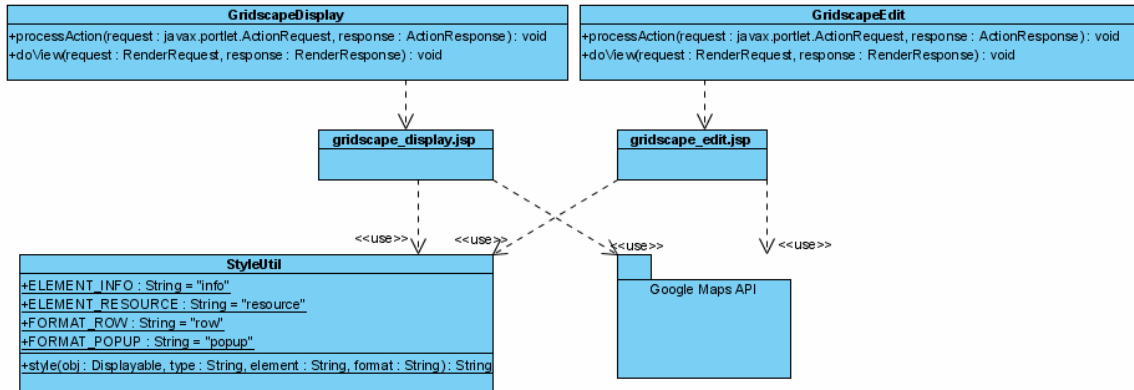 GridscapeDisplay
+processAction(request : javax.portlet.ActionRequest, response : ActionResponse) : void
+doView(request : RenderRequest, response : RenderResponse) : void
GridscapeEdit
+processAction(request : javax.portlet.ActionRequest, response : ActionResponse) : void
+doView(request : RenderRequest, response : RenderResponse) : void
gridscape_display.jsp
gridscape_edit.jsp
<<use>>
<<use>>
<<use>>
<<use>>
StyleUtil
+ELEMENT_INFO : String = "info"
+ELEMENT_RESOURCE : String = "resource"
+FORMAT_ROW : String = "row"
+FORMAT_POPUP : String = "popup"
+style(obj : Displayable, type : String, element : String, format : String) : String
Google Maps API